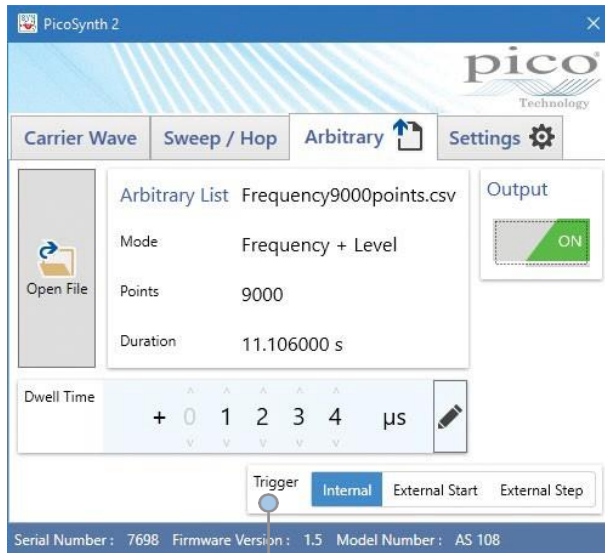 PicoSynth 2
pico
Technology
Carrier Wave Sweep / Hop Arbitrary Settings
Arbitrary List Frequency9000points.csv
Output
Mode Frequency + Level
ON
Open File
Points 9000
Duration 11.106000 s
Dwell Time
+ 0 1 2 3 4 µs
Trigger Internal External Start External Step
Serial Number : 7698 Firmware Version : 1.5 Model Number : AS 108